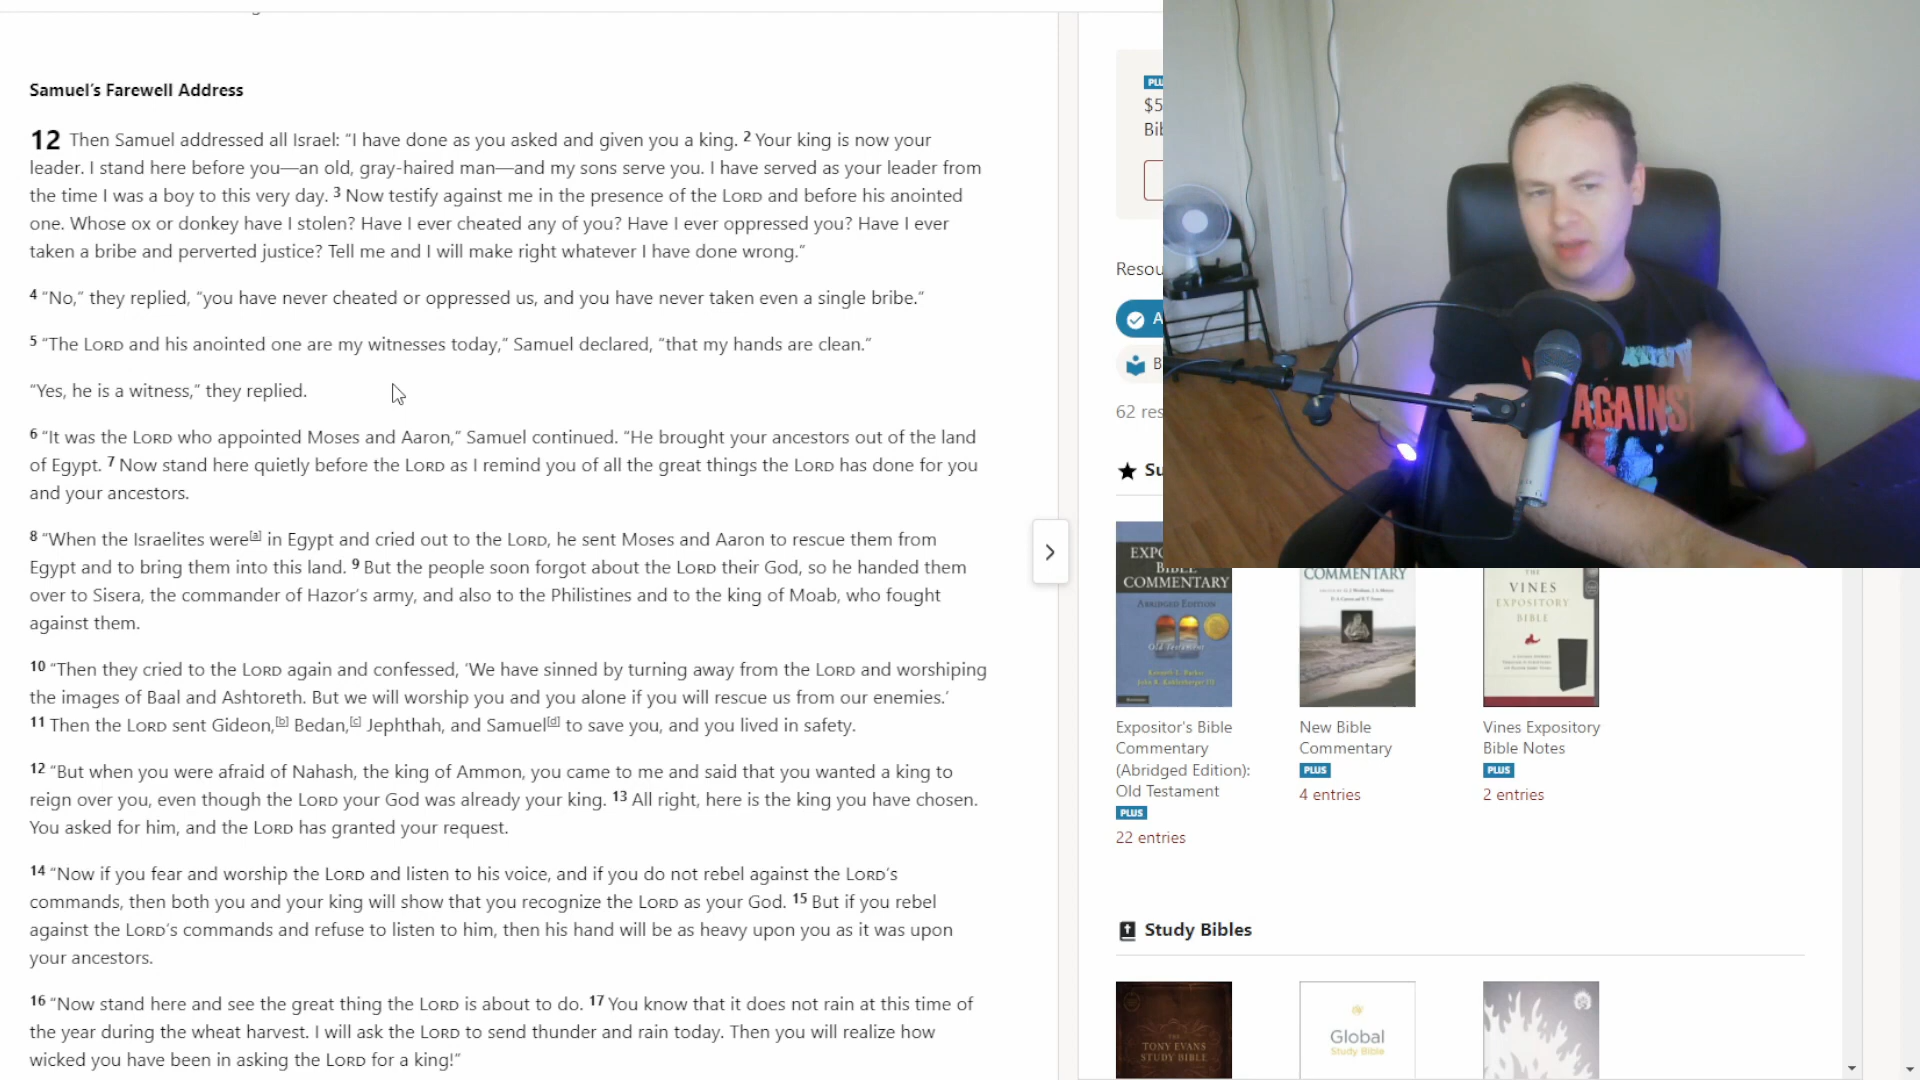 Samuel’s Farewell Address
12 Then Samuel addressed all Israel: “I have done as you asked and given you a king. 2 Your king is now your
leader. I stand here before you—an old, gray-haired man—and my sons serve you. I have served as your leader from
the time I was a boy to this very day. 3 Now testify against me in the presence of the LORD and before his anointed
one. Whose ox or donkey have I stolen? Have I ever cheated any of you? Have I ever oppressed you? Have I ever
taken a bribe and perverted justice? Tell me and I will make right whatever I have done wrong.”
4 “No,” they replied, “you have never cheated or oppressed us, and you have never taken even a single bribe.”
5 “The LORD and his anointed one are my witnesses today,” Samuel declared, “that my hands are clean.”
“Yes, he is a witness,” they replied.
6 “It was the LORD who appointed Moses and Aaron,” Samuel continued. “He brought your ancestors out of the land
of Egypt. 7 Now stand here quietly before the LORD as I remind you of all the great things the LORD has done for you
and your ancestors.
8 “When the Israelites were[a] in Egypt and cried out to the LORD, he sent Moses and Aaron to rescue them from
Egypt and to bring them into this land. 9 But the people soon forgot about the LORD their God, so he handed them
over to Sisera, the commander of Hazor’s army, and also to the Philistines and to the king of Moab, who fought
against them.
10 “Then they cried to the LORD again and confessed, ‘We have sinned by turning away from the LORD and worshiping
the images of Baal and Ashtoreth. But we will worship you and you alone if you will rescue us from our enemies.’
11 Then the LORD sent Gideon,[b] Bedan,[c] Jephthah, and Samuel[d] to save you, and you lived in safety.
12 “But when you were afraid of Nahash, the king of Ammon, you came to me and said that you wanted a king to
reign over you, even though the LORD your God was already your king. 13 All right, here is the king you have chosen.
You asked for him, and the LORD has granted your request.
14 “Now if you fear and worship the LORD and listen to his voice, and if you do not rebel against the LORD’s
commands, then both you and your king will show that you recognize the LORD as your God. 15 But if you rebel
against the LORD’s commands and refuse to listen to him, then his hand will be as heavy upon you as it was upon
your ancestors.
16 “Now stand here and see the great thing the LORD is about to do. 17 You know that it does not rain at this time of
the year during the wheat harvest. I will ask the LORD to send thunder and rain today. Then you will realize how
wicked you have been in asking the LORD for a king!”
PLU
$5
Bib
Resou
A
B
62 res
Su
AGAINS
EXPO
BIBLE
COMMENTARY
ABRIDGED EDITION
Old Testament
COMMENTARY
THE
VINES
EXPOSITORY
BIBLE
Expositor's Bible
Commentary
(Abridged Edition):
Old Testament
PLUS
22 entries
New Bible
Commentary
PLUS
4 entries
Vines Expository
Bible Notes
PLUS
2 entries
Study Bibles
THE
TONY EVANS
STUDY BIBLE
Global
Study Bible